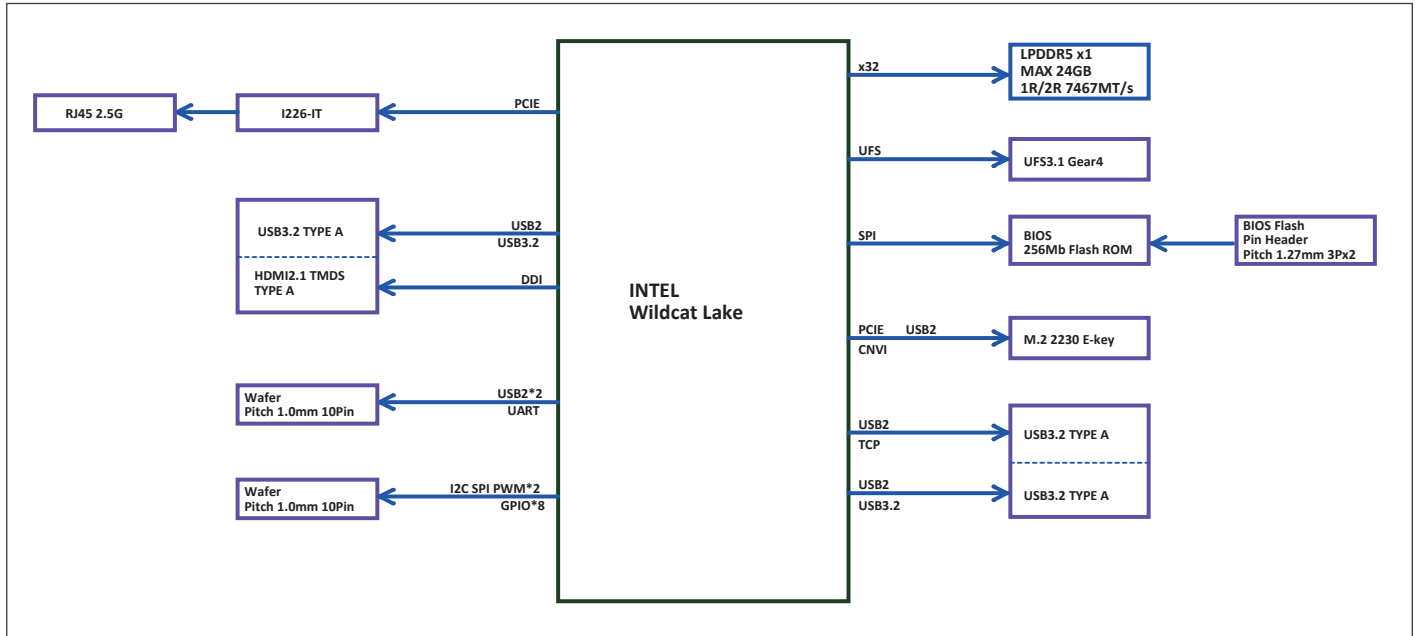 RJ45 2.5G
I226-IT
PCIE
USB3.2 TYPE A
HDMI2.1 TMDS
TYPE A
USB2
USB3.2
DDI
Wafer
Pitch 1.0mm 10Pin
USB2*2
UART
Wafer
Pitch 1.0mm 10Pin
I2C SPI PWM*2
GPIO*8
INTEL
Wildcat Lake
x32
LPDDR5 x1
MAX 24GB
1R/2R 7467MT/s
UFS
UFS3.1 Gear4
SPI
BIOS
256Mb Flash ROM
BIOS Flash
Pin Header
Pitch 1.27mm 3Px2
PCIE USB2
CNVI
M.2 2230 E-key
USB2
TCP
USB3.2 TYPE A
USB2
USB3.2
USB3.2 TYPE A